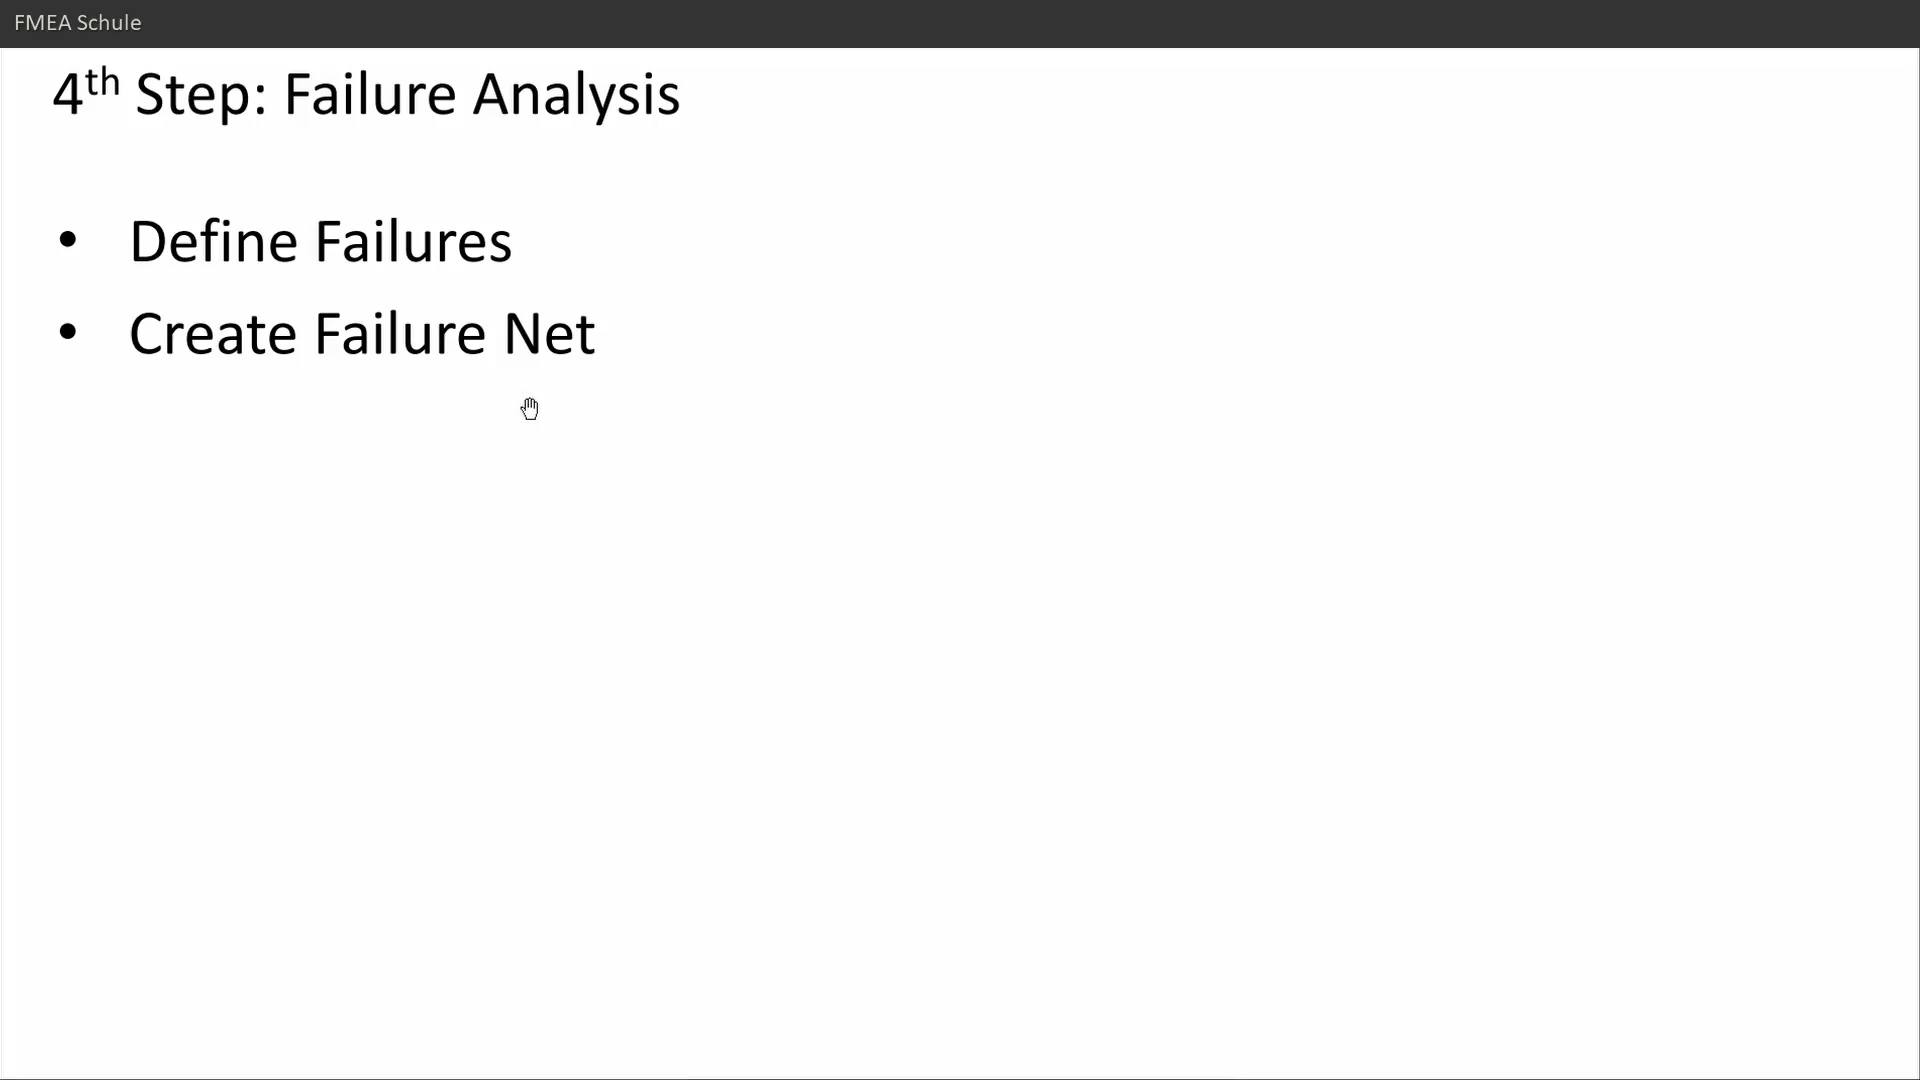 FMEA Schule
4th Step: Failure Analysis
• Define Failures
• Create Failure Net